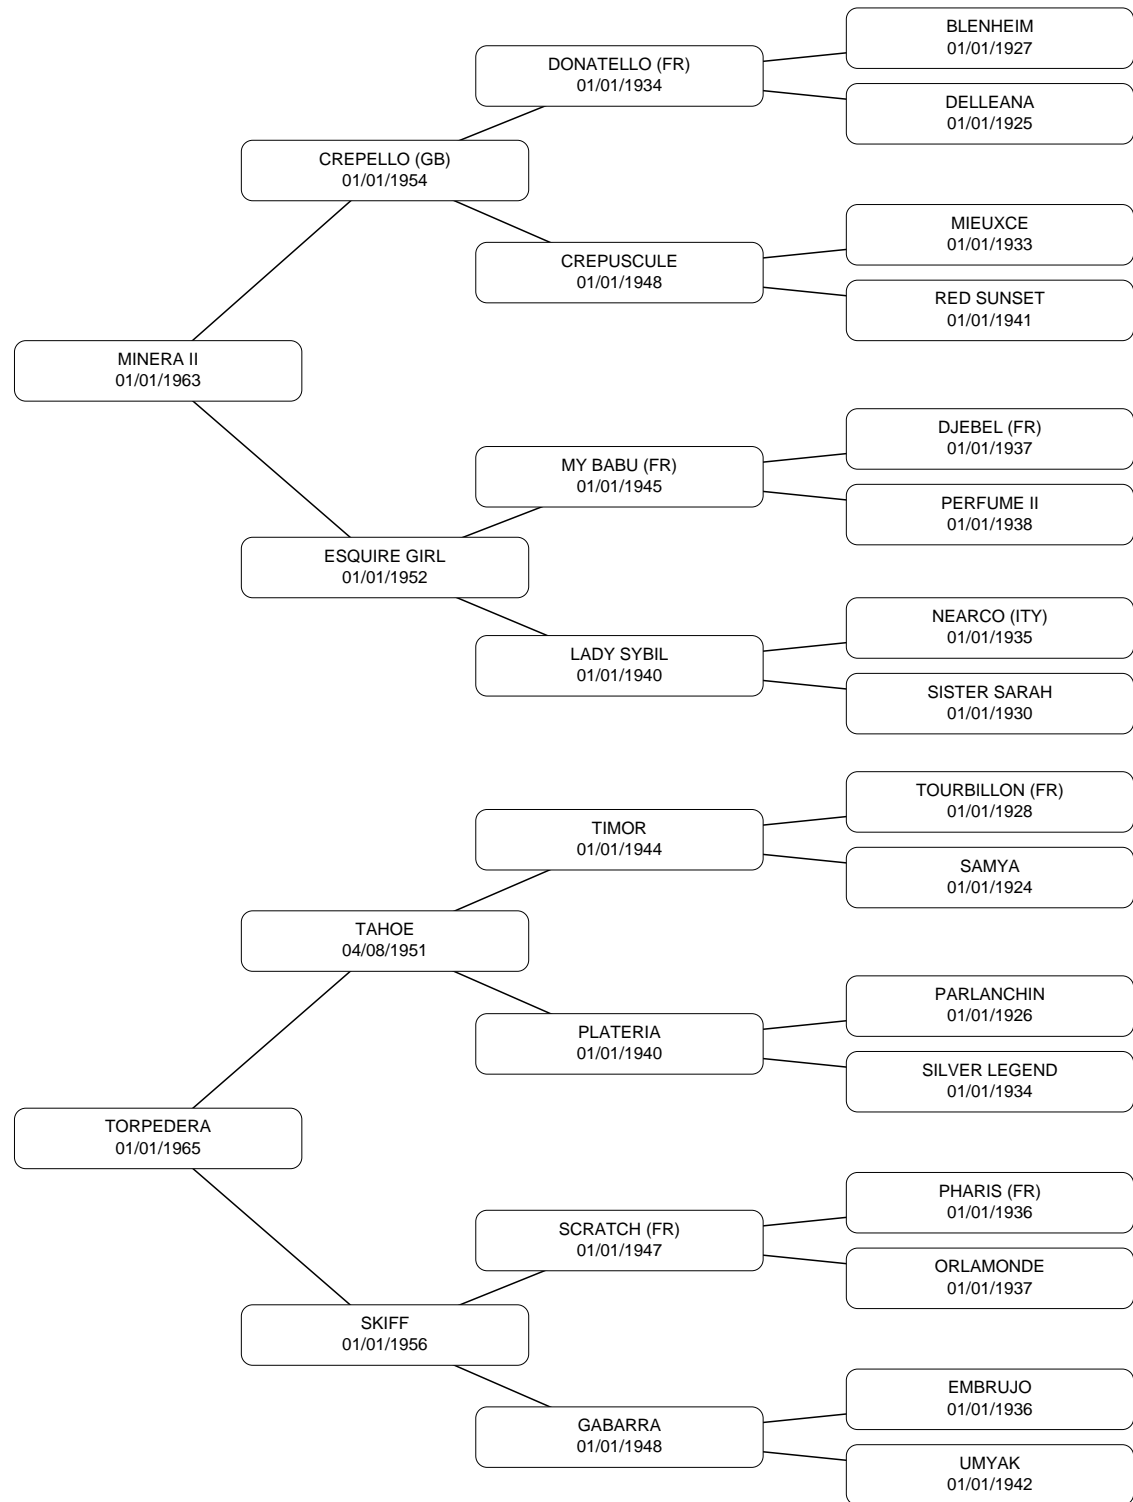 BLENHEIM
01/01/1927
DONATELLO (FR)
01/01/1934
DELLEANA
01/01/1925
CREPELLO (GB)
01/01/1954
MIEUXCE
01/01/1933
CREPUSCULE
01/01/1948
RED SUNSET
01/01/1941
MINERA II
01/01/1963
DJEBEL (FR)
01/01/1937
MY BABU (FR)
01/01/1945
PERFUME II
01/01/1938
ESQUIRE GIRL
01/01/1952
NEARCO (ITY)
01/01/1935
LADY SYBIL
01/01/1940
SISTER SARAH
01/01/1930
TOURBILLON (FR)
01/01/1928
TIMOR
01/01/1944
SAMYA
01/01/1924
TAHOE
04/08/1951
PARLANCHIN
01/01/1926
PLATERIA
01/01/1940
SILVER LEGEND
01/01/1934
TORPEDERA
01/01/1965
PHARIS (FR)
01/01/1936
SCRATCH (FR)
01/01/1947
ORLAMONDE
01/01/1937
SKIFF
01/01/1956
EMBRUJO
01/01/1936
GABARRA
01/01/1948
UMYAK
01/01/1942